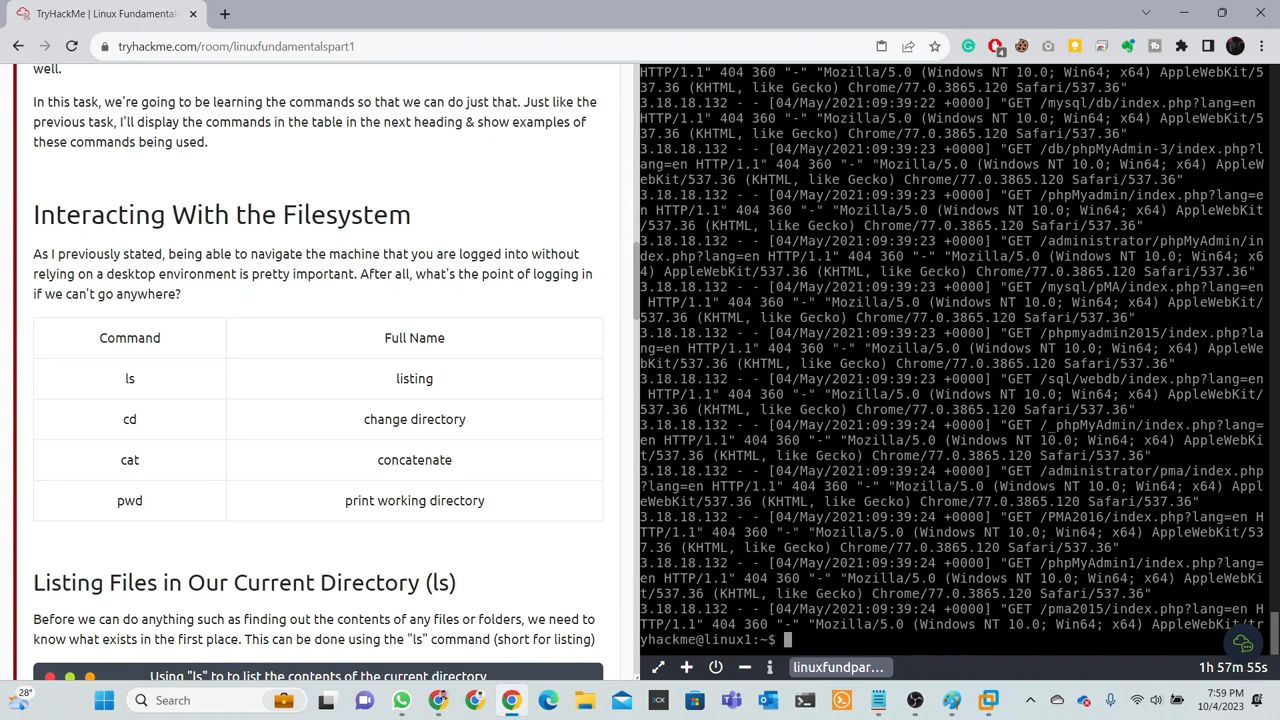 TryHackMe | Linux Fundamental
tryhackme.com/room/linuxfundamentalspart1
4
well.
In this task, we're going to be learning the commands so that we can do just that. Just like the
previous task, I'll display the commands in the table in the next heading & show examples of
these commands being used.
Interacting With the Filesystem
As I previously stated, being able to navigate the machine that you are logged into without
relying on a desktop environment is pretty important. After all, what's the point of logging in
if we can't go anywhere?
Command Full Name
ls listing
cd change directory
cat concatenate
pwd print working directory
Listing Files in Our Current Directory (ls)
Before we can do anything such as finding out the contents of any files or folders, we need to
know what exists in the first place. This can be done using the "ls" command (short for listing)
Using "ls" to to list the contents of the current directory
HTTP/1.1" 404 360 "-" "Mozilla/5.0 (Windows NT 10.0; Win64; x64) AppleWebKit/5
37.36 (KHTML, like Gecko) Chrome/77.0.3865.120 Safari/537.36"
3.18.18.132 - - [04/May/2021:09:39:22 +0000] "GET /mysql/db/index.php?lang=en
HTTP/1.1" 404 360 "-" "Mozilla/5.0 (Windows NT 10.0; Win64; x64) AppleWebKit/5
37.36 (KHTML, like Gecko) Chrome/77.0.3865.120 Safari/537.36"
3.18.18.132 - - [04/May/2021:09:39:23 +0000] "GET /db/phpMyAdmin-3/index.php?l
ang=en HTTP/1.1" 404 360 "-" "Mozilla/5.0 (Windows NT 10.0; Win64; x64) AppleW
ebKit/537.36 (KHTML, like Gecko) Chrome/77.0.3865.120 Safari/537.36"
3.18.18.132 - - [04/May/2021:09:39:23 +0000] "GET /phpMyadmin/index.php?lang=e
n HTTP/1.1" 404 360 "-" "Mozilla/5.0 (Windows NT 10.0; Win64; x64) AppleWebKit
/537.36 (KHTML, like Gecko) Chrome/77.0.3865.120 Safari/537.36"
3.18.18.132 - - [04/May/2021:09:39:23 +0000] "GET /administrator/phpMyAdmin/in
dex.php?lang=en HTTP/1.1" 404 360 "-" "Mozilla/5.0 (Windows NT 10.0; Win64; x6
4) AppleWebKit/537.36 (KHTML, like Gecko) Chrome/77.0.3865.120 Safari/537.36"
3.18.18.132 - - [04/May/2021:09:39:23 +0000] "GET /mysql/pMA/index.php?lang=en
HTTP/1.1" 404 360 "-" "Mozilla/5.0 (Windows NT 10.0; Win64; x64) AppleWebKit/
537.36 (KHTML, like Gecko) Chrome/77.0.3865.120 Safari/537.36"
3.18.18.132 - - [04/May/2021:09:39:23 +0000] "GET /phpmyadmin2015/index.php?la
ng=en HTTP/1.1" 404 360 "-" "Mozilla/5.0 (Windows NT 10.0; Win64; x64) AppleWe
bKit/537.36 (KHTML, like Gecko) Chrome/77.0.3865.120 Safari/537.36"
3.18.18.132 - - [04/May/2021:09:39:23 +0000] "GET /sql/webdb/index.php?lang=en
HTTP/1.1" 404 360 "-" "Mozilla/5.0 (Windows NT 10.0; Win64; x64) AppleWebKit/
537.36 (KHTML, like Gecko) Chrome/77.0.3865.120 Safari/537.36"
3.18.18.132 - - [04/May/2021:09:39:24 +0000] "GET /_phpMyAdmin/index.php?lang=
en HTTP/1.1" 404 360 "-" "Mozilla/5.0 (Windows NT 10.0; Win64; x64) AppleWebKi
t/537.36 (KHTML, like Gecko) Chrome/77.0.3865.120 Safari/537.36"
3.18.18.132 - - [04/May/2021:09:39:24 +0000] "GET /administrator/pma/index.php
?lang=en HTTP/1.1" 404 360 "-" "Mozilla/5.0 (Windows NT 10.0; Win64; x64) Appl
eWebKit/537.36 (KHTML, like Gecko) Chrome/77.0.3865.120 Safari/537.36"
3.18.18.132 - - [04/May/2021:09:39:24 +0000] "GET /PMA2016/index.php?lang=en H
TTP/1.1" 404 360 "-" "Mozilla/5.0 (Windows NT 10.0; Win64; x64) AppleWebKit/53
7.36 (KHTML, like Gecko) Chrome/77.0.3865.120 Safari/537.36"
3.18.18.132 - - [04/May/2021:09:39:24 +0000] "GET /phpMyAdmin1/index.php?lang=
en HTTP/1.1" 404 360 "-" "Mozilla/5.0 (Windows NT 10.0; Win64; x64) AppleWebKi
t/537.36 (KHTML, like Gecko) Chrome/77.0.3865.120 Safari/537.36"
3.18.18.132 - - [04/May/2021:09:39:24 +0000] "GET /pma2015/index.php?lang=en H
TTP/1.1" 404 360 "-" "Mozilla/5.0 (Windows NT 10.0; Win64; x64) AppleWebKit/tr
yhackme@linux1:~$
linuxfundpar...
1h 57m 55s
28°
Search
7:59 PM
10/4/2023